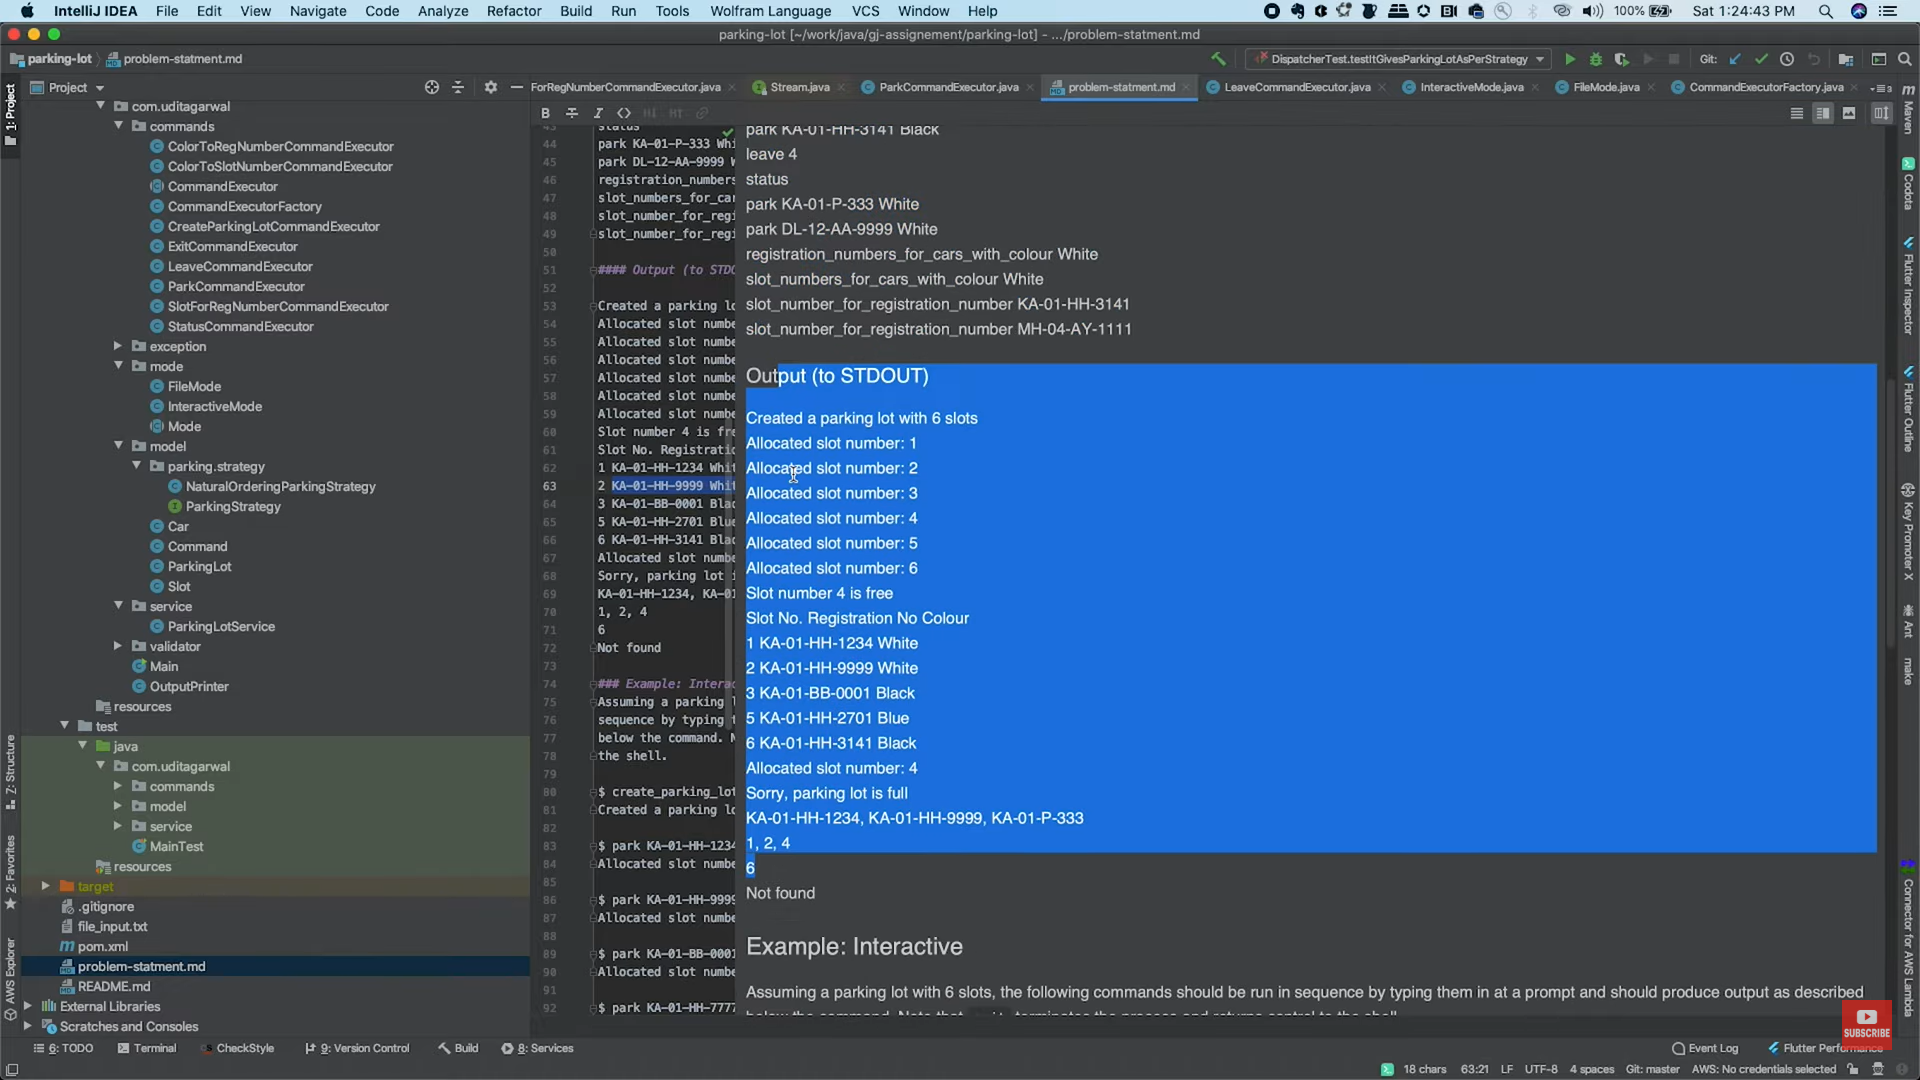 IntelliJ IDEA File Edit View Navigate Code Analyze Refactor Build Run Tools Wolfram Language VCS Window Help 100% Sat 1:24:43 PM
parking-lot [~/work/java/gj-assignement/parking-lot] - .../problem-statment.md
parking-lot problem-statment.md DispatcherTest.testItGivesParkingLotAsPerStrategy Git:
Project
ForRegNumberCommandExecutor.java Stream.java ParkCommandExecutor.java problem-statment.md LeaveCommandExecutor.java InteractiveMode.java FileMode.java CommandExecutorFactory.java
1: Project
Z: Structure
2: Favorites
AWS Explorer
com.uditagarwal
commands
ColorToRegNumberCommandExecutor
ColorToSlotNumberCommandExecutor
CommandExecutor
CommandExecutorFactory
CreateParkingLotCommandExecutor
ExitCommandExecutor
LeaveCommandExecutor
ParkCommandExecutor
SlotForRegNumberCommandExecutor
StatusCommandExecutor
exception
mode
FileMode
InteractiveMode
Mode
model
parking.strategy
NaturalOrderingParkingStrategy
ParkingStrategy
Car
Command
ParkingLot
Slot
service
ParkingLotService
validator
Main
OutputPrinter
resources
test
java
com.uditagarwal
commands
model
service
MainTest
resources
target
.gitignore
file_input.txt
pom.xml
problem-statment.md
README.md
External Libraries
Scratches and Consoles
43 status
44 park KA-01-P-333 Whi
45 park DL-12-AA-9999 W
46 registration_numbers
47 slot_numbers_for_car
48 slot_number_for_regi
49 slot_number_for_regi
50
51 #### Output (to STDO
52
53 Created a parking lo
54 Allocated slot numbe
55 Allocated slot numbe
56 Allocated slot numbe
57 Allocated slot numbe
58 Allocated slot numbe
59 Allocated slot numbe
60 Slot number 4 is fre
61 Slot No. Registratio
62 1 KA-01-HH-1234 Whit
63 2 KA-01-HH-9999 Whit
64 3 KA-01-BB-0001 Blac
65 5 KA-01-HH-2701 Blue
66 6 KA-01-HH-3141 Blac
67 Allocated slot numbe
68 Sorry, parking lot i
69 KA-01-HH-1234, KA-01
70 1, 2, 4
71 6
72 Not found
73
74 ### Example: Interac
75 Assuming a parking l
76 sequence by typing t
77 below the command. N
78 the shell.
79
80 $ create_parking_lot
81 Created a parking lo
82
83 $ park KA-01-HH-1234
84 Allocated slot numbe
85
86 $ park KA-01-HH-9999
87 Allocated slot numbe
88
89 $ park KA-01-BB-0001
90 Allocated slot numbe
91
92 $ park KA-01-HH-7777
park KA-01-HH-3141 Black
leave 4
status
park KA-01-P-333 White
park DL-12-AA-9999 White
registration_numbers_for_cars_with_colour White
slot_numbers_for_cars_with_colour White
slot_number_for_registration_number KA-01-HH-3141
slot_number_for_registration_number MH-04-AY-1111
Output (to STDOUT)
Created a parking lot with 6 slots
Allocated slot number: 1
Allocated slot number: 2
Allocated slot number: 3
Allocated slot number: 4
Allocated slot number: 5
Allocated slot number: 6
Slot number 4 is free
Slot No. Registration No Colour
1 KA-01-HH-1234 White
2 KA-01-HH-9999 White
3 KA-01-BB-0001 Black
5 KA-01-HH-2701 Blue
6 KA-01-HH-3141 Black
Allocated slot number: 4
Sorry, parking lot is full
KA-01-HH-1234, KA-01-HH-9999, KA-01-P-333
1, 2, 4
6
Not found
Example: Interactive
Assuming a parking lot with 6 slots, the following commands should be run in sequence by typing them in at a prompt and should produce output as described
Maven
Codota
Flutter Inspector
Flutter Outline
Key Promoter X
Ant
make
Connector for AWS Lambda
SUBSCRIBE
6: TODO Terminal CheckStyle 9: Version Control Build 8: Services Event Log Flutter Performance
18 chars 63:21 LF UTF-8 4 spaces Git: master AWS: No credentials selected